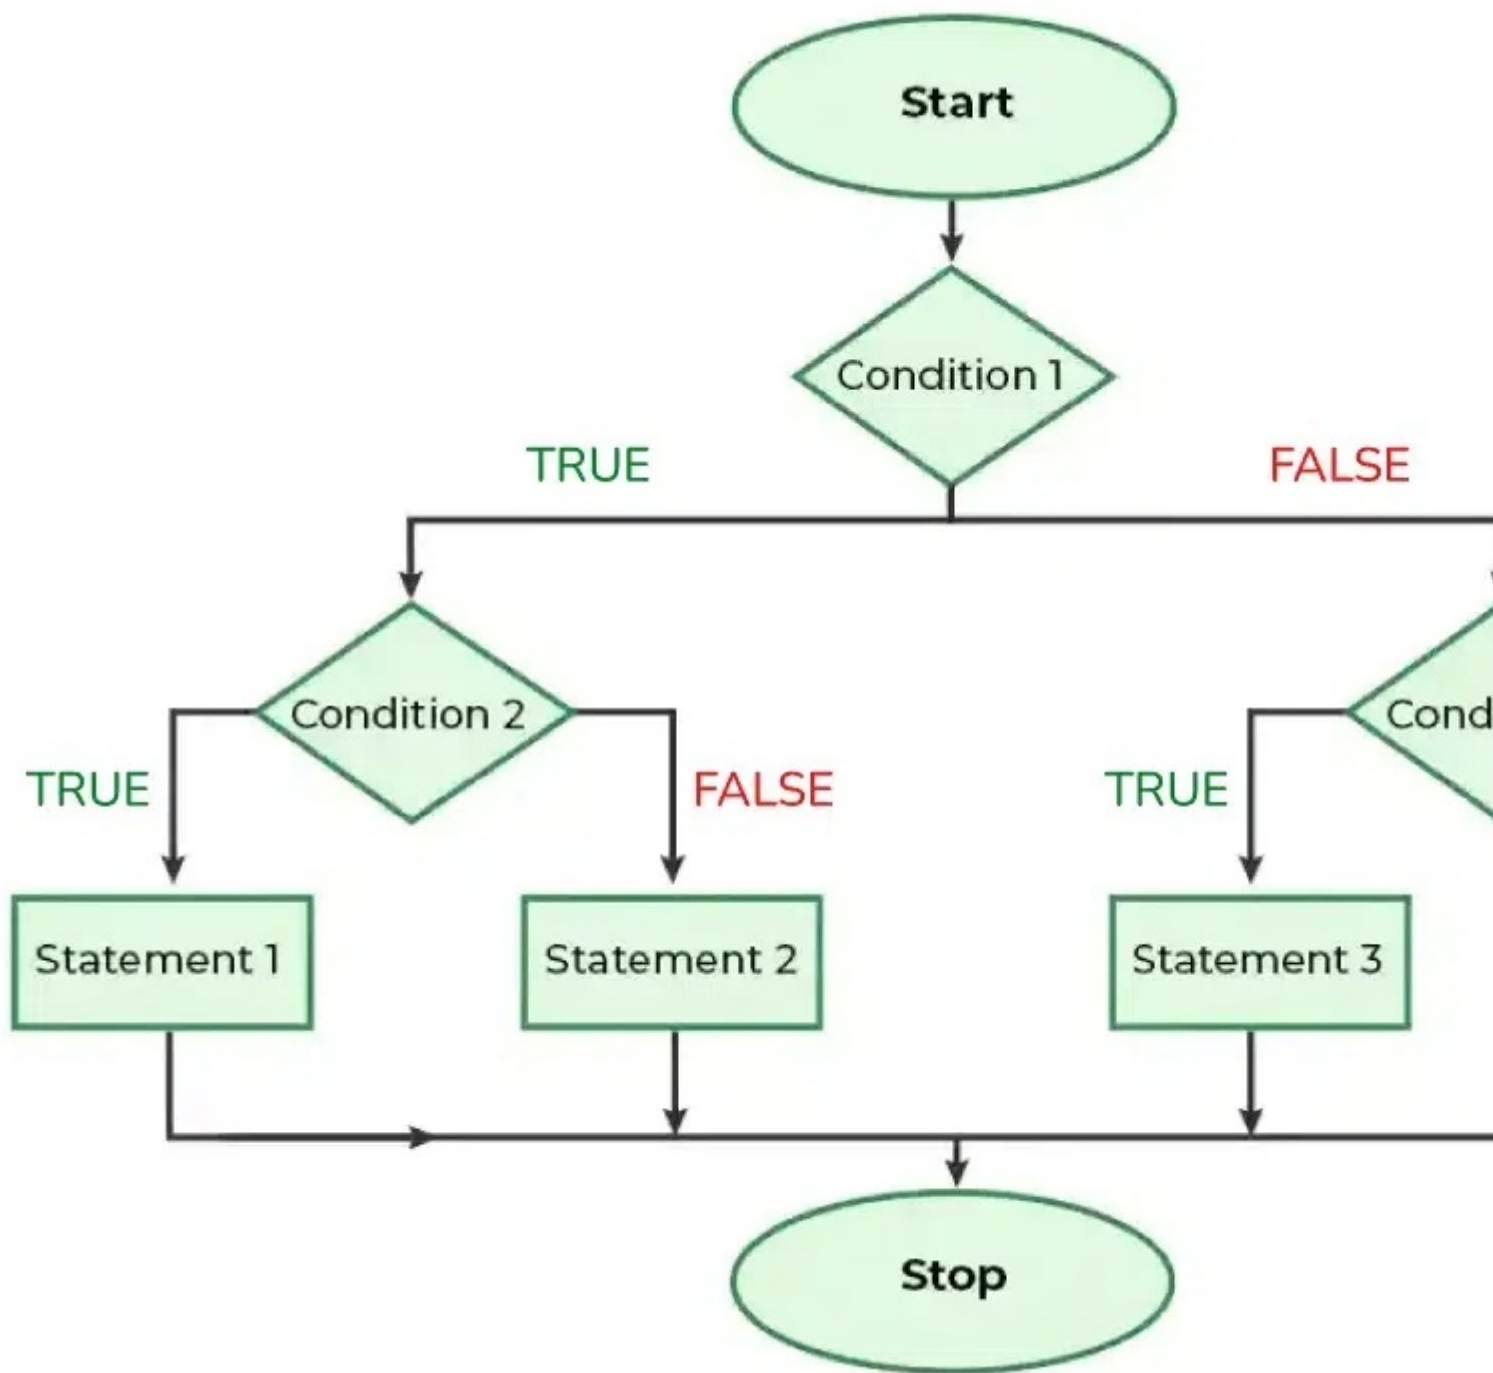 Start
Condition 1
TRUE
FALSE
Condition 2
TRUE
FALSE
TRUE
Statement 1
Statement 2
Statement 3
Stop